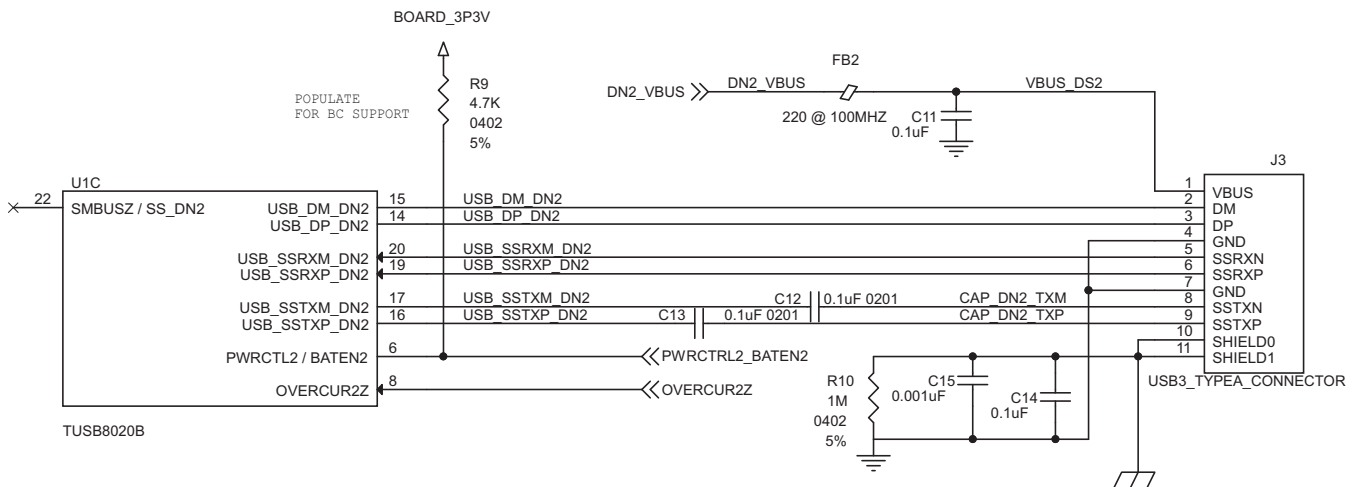 BOARD_3P3V
FB2
R9
4.7K
0402
5%
POPULATE
FOR BC SUPPORT
DN2_VBUS
DN2_VBUS
VBUS_DS2
220 @ 100MHZ
C11
0.1uF
J3
U1C
22
SMBUSZ / SS_DN2
USB_DM_DN2
15
USB_DM_DN2
USB_DP_DN2
14
USB_DP_DN2
USB_SSRXM_DN2
20
USB_SSRXM_DN2
USB_SSRXP_DN2
19
USB_SSRXP_DN2
USB_SSTXM_DN2
17
USB_SSTXM_DN2
C12
0.1uF 0201
CAP_DN2_TXM
USB_SSTXP_DN2
16
USB_SSTXP_DN2
C13
0.1uF 0201
CAP_DN2_TXP
PWRCTL2 / BATEN2
6
PWRCTRL2_BATEN2
OVERCUR2Z
8
OVERCUR2Z
TUSB8020B
1
VBUS
2
DM
3
DP
4
GND
5
SSRXN
6
SSRXP
7
GND
8
SSTXN
9
SSTXP
10
SHIELD0
11
SHIELD1
USB3_TYPEA_CONNECTOR
R10
1M
0402
5%
C15
0.001uF
C14
0.1uF